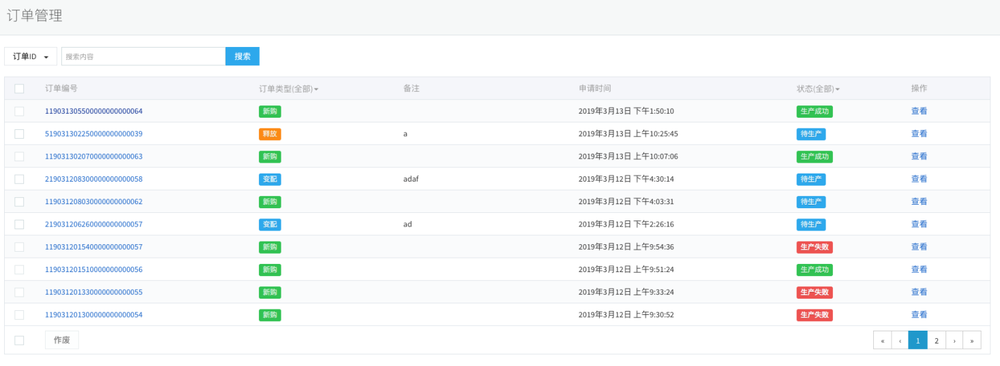 订单管理
订单ID 搜索内容 搜索
订单编号 订单类型(全部) 备注 申请时间 状态(全部) 操作
119031305500000000000064 新购 2019年3月13日 下午1:50:10 生产成功 查看
519031302250000000000039 释放 a 2019年3月13日 上午10:25:45 待生产 查看
119031302070000000000063 新购 2019年3月13日 上午10:07:06 生产成功 查看
219031208300000000000058 变配 adaf 2019年3月12日 下午4:30:14 待生产 查看
119031208030000000000062 新购 2019年3月12日 下午4:03:31 待生产 查看
219031206260000000000057 变配 ad 2019年3月12日 下午2:26:16 待生产 查看
119031201540000000000057 新购 2019年3月12日 上午9:54:36 生产失败 查看
119031201510000000000056 新购 2019年3月12日 上午9:51:24 生产成功 查看
119031201330000000000055 新购 2019年3月12日 上午9:33:24 生产失败 查看
119031201300000000000054 新购 2019年3月12日 上午9:30:52 生产失败 查看
作废 « ‹ 1 2 › »